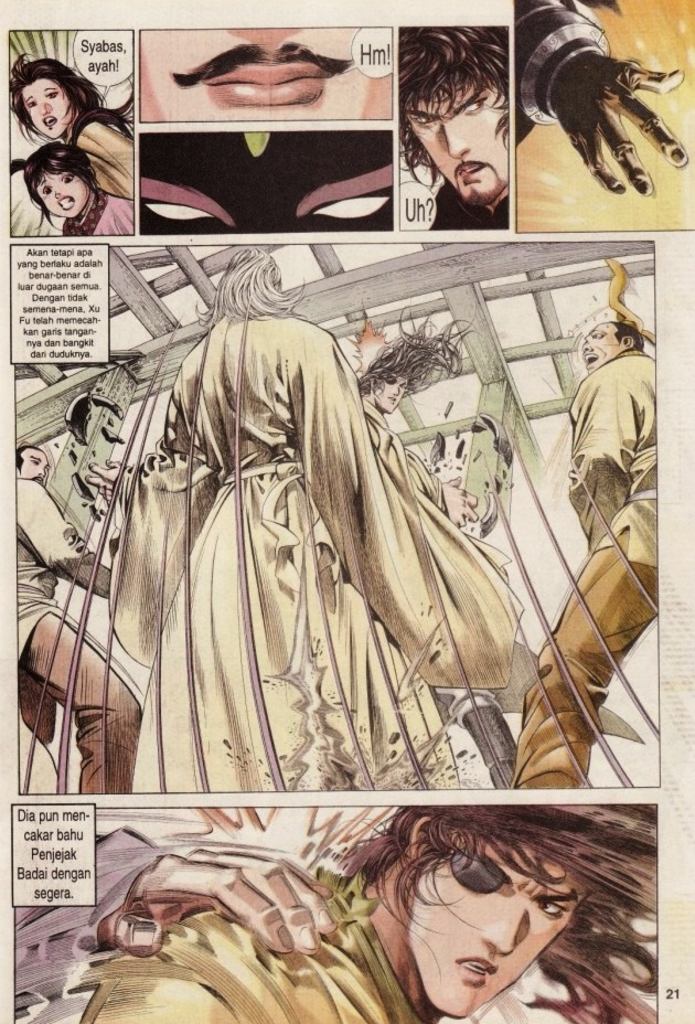 Syabas,
ayah!
Hm!
Uh?
Akan tetapi apa
yang berlaku adalah
benar-benar di
luar dugaan semua.
Dengan tidak
semena-mena, Xu
Fu telah memecah-
kan garis tangan-
nya dan bangkit
dari duduknya.
Dia pun men-
cakar bahu
Penjejak
Badai dengan
segera.
21